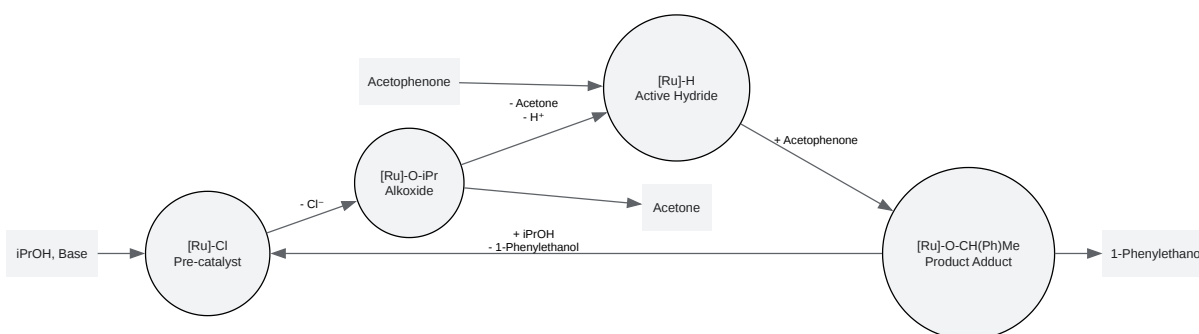 [Ru]-H
Active Hydride
Acetophenone
- Acetone
- H⁺
+ Acetophenone
[Ru]-O-iPr
Alkoxide
- Cl⁻
Acetone
+ iPrOH
- 1-Phenylethanol
iPrOH, Base
[Ru]-Cl
Pre-catalyst
[Ru]-O-CH(Ph)Me
Product Adduct
1-Phenylethano